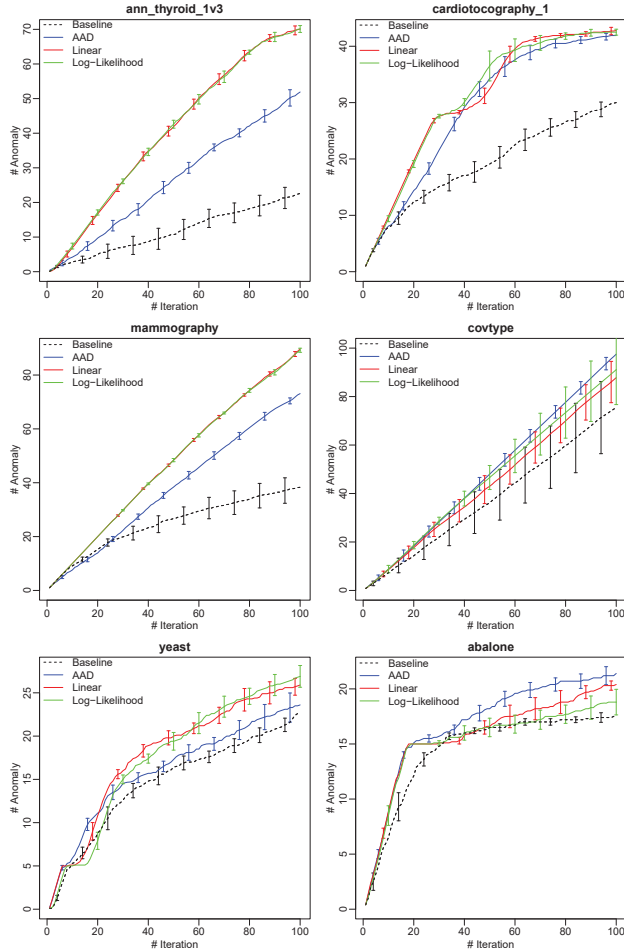 ann_thyroid_1v3
Baseline
AAD
Linear
Log−Likelihood
# Anomaly
0 10 20 30 40 50 60 70
0 20 40 60 80 100
# Iteration
cardiotocography_1
Baseline
AAD
Linear
Log−Likelihood
# Anomaly
0 10 20 30 40
0 20 40 60 80 100
# Iteration
mammography
Baseline
AAD
Linear
Log−Likelihood
# Anomaly
0 20 40 60 80
0 20 40 60 80 100
# Iteration
covtype
Baseline
AAD
Linear
Log−Likelihood
# Anomaly
0 20 40 60 80 100
0 20 40 60 80 100
# Iteration
yeast
Baseline
AAD
Linear
Log−Likelihood
# Anomaly
0 5 10 15 20 25
0 20 40 60 80 100
# Iteration
abalone
Baseline
AAD
Linear
Log−Likelihood
# Anomaly
0 5 10 15 20
0 20 40 60 80 100
# Iteration